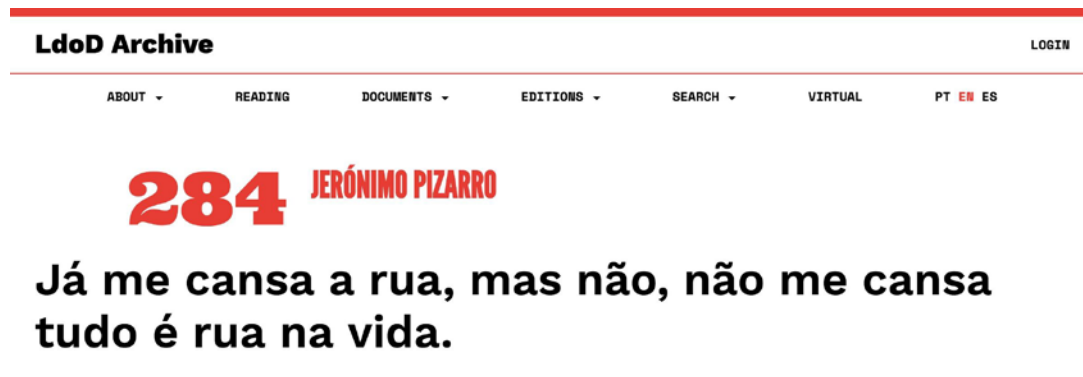 LdoD Archive
LOGIN
ABOUT READING DOCUMENTS EDITIONS SEARCH VIRTUAL PT EN ES
284 JERÓNIMO PIZARRO
Já me cansa a rua, mas não, não me cansa
tudo é rua na vida.